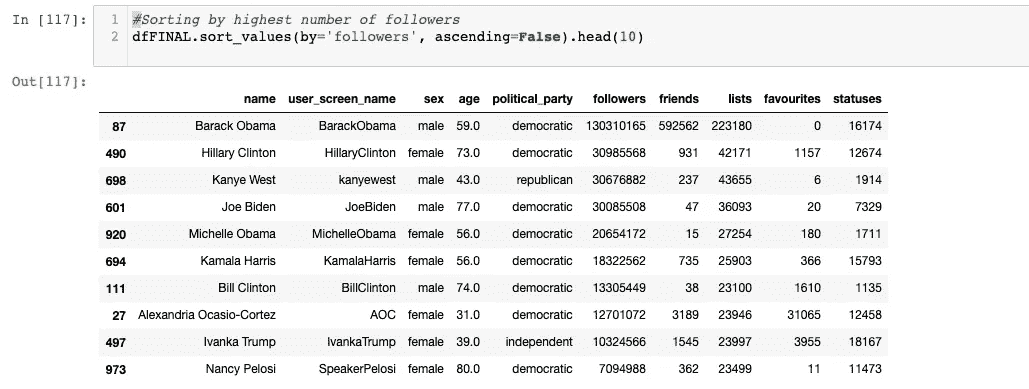 In [117]:
1 #Sorting by highest number of followers
2 dfFINAL.sort_values(by='followers', ascending=False).head(10)
Out[117]:
name user_screen_name sex age political_party followers friends lists favourites statuses
87 Barack Obama BarackObama male 59.0 democratic 130310165 592562 223180 0 16174
490 Hillary Clinton HillaryClinton female 73.0 democratic 30985568 931 42171 1157 12674
698 Kanye West kanyewest male 43.0 republican 30676882 237 43655 6 1914
601 Joe Biden JoeBiden male 77.0 democratic 30085508 47 36093 20 7329
920 Michelle Obama MichelleObama female 56.0 democratic 20654172 15 27254 180 1711
694 Kamala Harris KamalaHarris female 56.0 democratic 18322562 735 25903 366 15793
111 Bill Clinton BillClinton male 74.0 democratic 13305449 38 23100 1610 1135
27 Alexandria Ocasio-Cortez AOC female 31.0 democratic 12701072 3189 23946 31065 12458
497 Ivanka Trump IvankaTrump female 39.0 independent 10324566 1545 23997 3955 18167
973 Nancy Pelosi SpeakerPelosi female 80.0 democratic 7094988 362 23499 11 11473